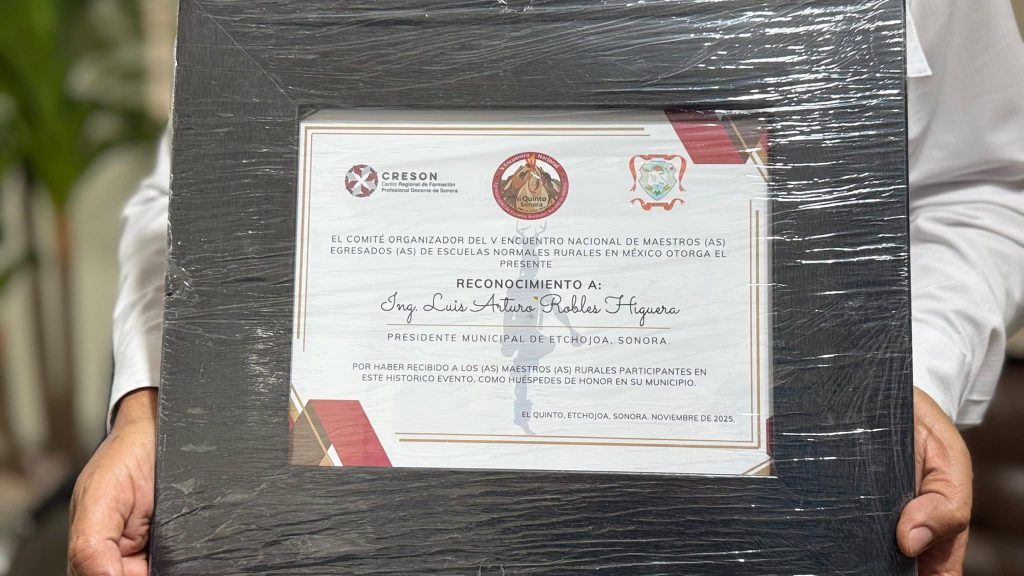 CRESON
Centro Regional de Formación
Profesional Docente de Sonora
V Encuentro Nacional
El Quinto
Sonora
EL COMITÉ ORGANIZADOR DEL V ENCUENTRO NACIONAL DE MAESTROS (AS)
EGRESADOS (AS) DE ESCUELAS NORMALES RURALES EN MÉXICO OTORGA EL
PRESENTE
RECONOCIMIENTO A:
Ing. Luis Arturo Robles Higuera
PRESIDENTE MUNICIPAL DE ETCHOJOA, SONORA.
POR HABER RECIBIDO A LOS (AS) MAESTROS (AS) RURALES PARTICIPANTES EN
ESTE HISTORICO EVENTO, COMO HUÉSPEDES DE HONOR EN SU MUNICIPIO.
EL QUINTO, ETCHOJOA, SONORA. NOVIEMBRE DE 2025.